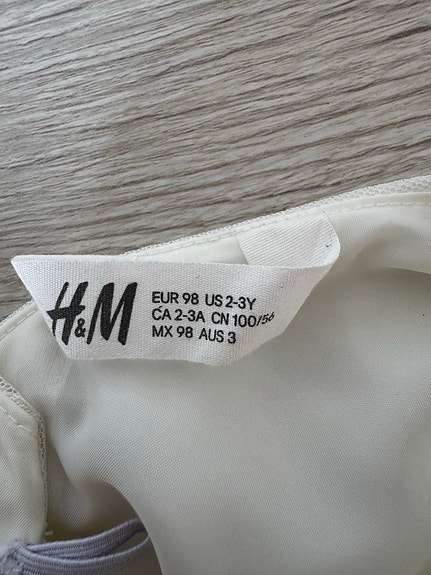 H&M
EUR 98 US 2-3Y
CA 2-3A CN 100/56
MX 98 AUS 3